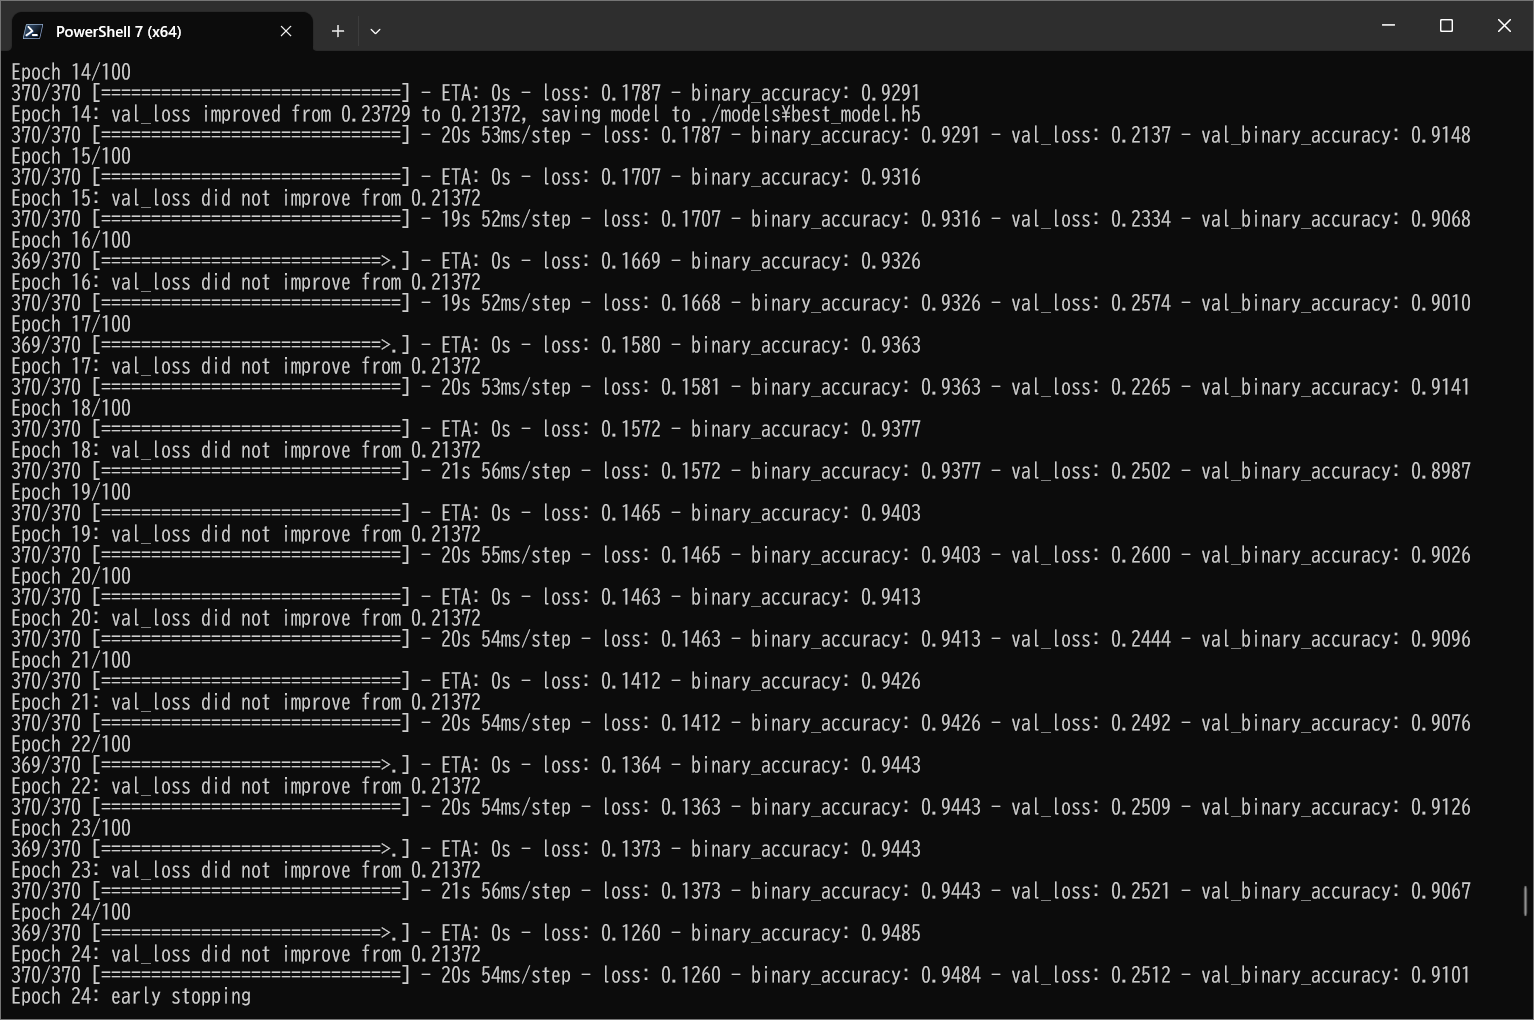 PowerShell 7 (x64)
Epoch 14/100
370/370 [==============================] - ETA: 0s - loss: 0.1787 - binary_accuracy: 0.9291
Epoch 14: val_loss improved from 0.23729 to 0.21372, saving model to ./models¥best_model.h5
370/370 [==============================] - 20s 53ms/step - loss: 0.1787 - binary_accuracy: 0.9291 - val_loss: 0.2137 - val_binary_accuracy: 0.9148
Epoch 15/100
370/370 [==============================] - ETA: 0s - loss: 0.1707 - binary_accuracy: 0.9316
Epoch 15: val_loss did not improve from 0.21372
370/370 [==============================] - 19s 52ms/step - loss: 0.1707 - binary_accuracy: 0.9316 - val_loss: 0.2334 - val_binary_accuracy: 0.9068
Epoch 16/100
369/370 [============================>.] - ETA: 0s - loss: 0.1669 - binary_accuracy: 0.9326
Epoch 16: val_loss did not improve from 0.21372
370/370 [==============================] - 19s 52ms/step - loss: 0.1668 - binary_accuracy: 0.9326 - val_loss: 0.2574 - val_binary_accuracy: 0.9010
Epoch 17/100
369/370 [============================>.] - ETA: 0s - loss: 0.1580 - binary_accuracy: 0.9363
Epoch 17: val_loss did not improve from 0.21372
370/370 [==============================] - 20s 53ms/step - loss: 0.1581 - binary_accuracy: 0.9363 - val_loss: 0.2265 - val_binary_accuracy: 0.9141
Epoch 18/100
370/370 [==============================] - ETA: 0s - loss: 0.1572 - binary_accuracy: 0.9377
Epoch 18: val_loss did not improve from 0.21372
370/370 [==============================] - 21s 56ms/step - loss: 0.1572 - binary_accuracy: 0.9377 - val_loss: 0.2502 - val_binary_accuracy: 0.8987
Epoch 19/100
370/370 [==============================] - ETA: 0s - loss: 0.1465 - binary_accuracy: 0.9403
Epoch 19: val_loss did not improve from 0.21372
370/370 [==============================] - 20s 55ms/step - loss: 0.1465 - binary_accuracy: 0.9403 - val_loss: 0.2600 - val_binary_accuracy: 0.9026
Epoch 20/100
370/370 [==============================] - ETA: 0s - loss: 0.1463 - binary_accuracy: 0.9413
Epoch 20: val_loss did not improve from 0.21372
370/370 [==============================] - 20s 54ms/step - loss: 0.1463 - binary_accuracy: 0.9413 - val_loss: 0.2444 - val_binary_accuracy: 0.9096
Epoch 21/100
370/370 [==============================] - ETA: 0s - loss: 0.1412 - binary_accuracy: 0.9426
Epoch 21: val_loss did not improve from 0.21372
370/370 [==============================] - 20s 54ms/step - loss: 0.1412 - binary_accuracy: 0.9426 - val_loss: 0.2492 - val_binary_accuracy: 0.9076
Epoch 22/100
369/370 [============================>.] - ETA: 0s - loss: 0.1364 - binary_accuracy: 0.9443
Epoch 22: val_loss did not improve from 0.21372
370/370 [==============================] - 20s 54ms/step - loss: 0.1363 - binary_accuracy: 0.9443 - val_loss: 0.2509 - val_binary_accuracy: 0.9126
Epoch 23/100
369/370 [============================>.] - ETA: 0s - loss: 0.1373 - binary_accuracy: 0.9443
Epoch 23: val_loss did not improve from 0.21372
370/370 [==============================] - 21s 56ms/step - loss: 0.1373 - binary_accuracy: 0.9443 - val_loss: 0.2521 - val_binary_accuracy: 0.9067
Epoch 24/100
369/370 [============================>.] - ETA: 0s - loss: 0.1260 - binary_accuracy: 0.9485
Epoch 24: val_loss did not improve from 0.21372
370/370 [==============================] - 20s 54ms/step - loss: 0.1260 - binary_accuracy: 0.9484 - val_loss: 0.2512 - val_binary_accuracy: 0.9101
Epoch 24: early stopping